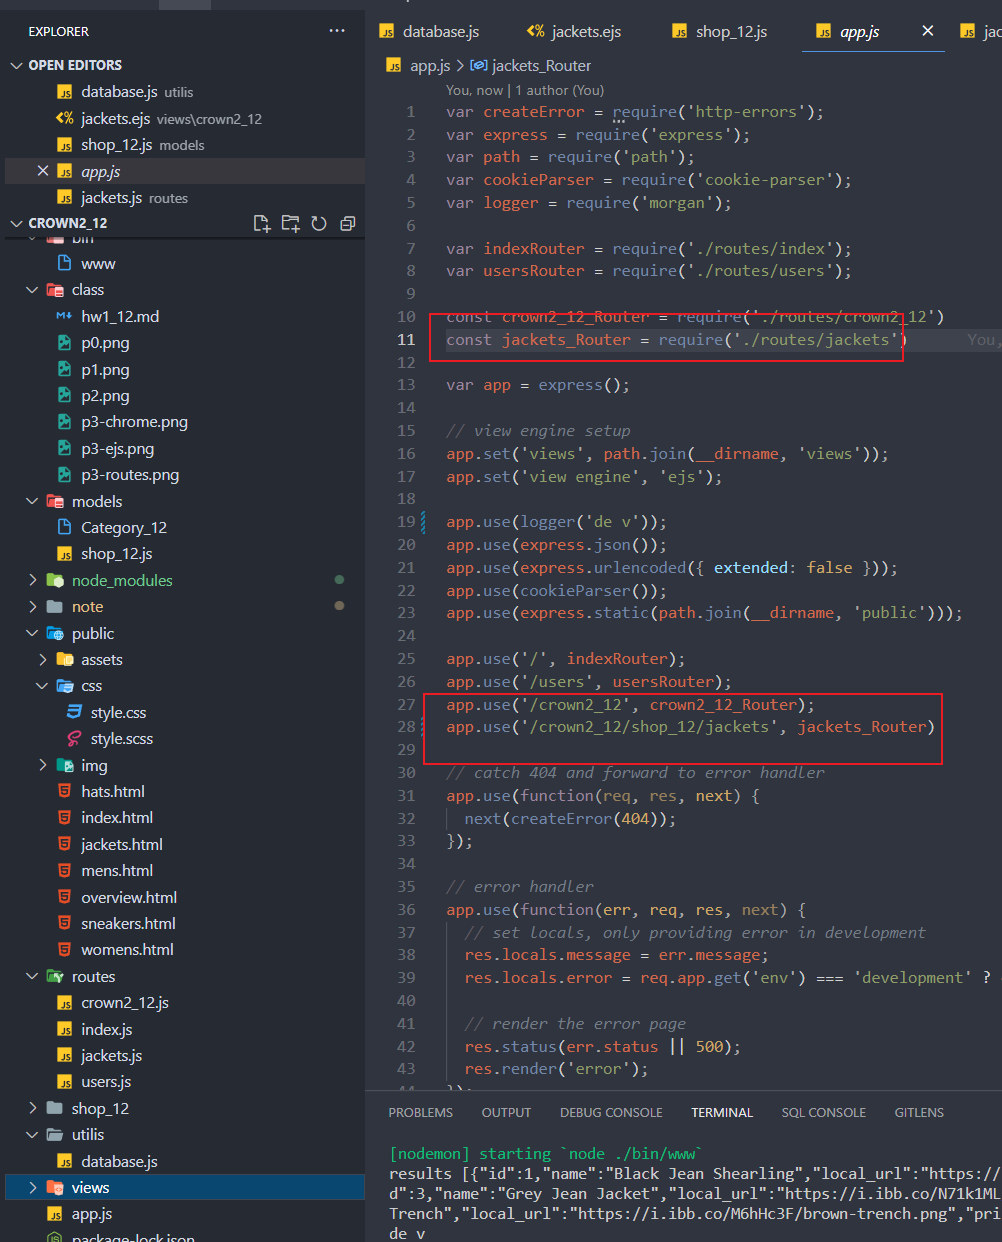 EXPLORER
···
OPEN EDITORS
database.js utilis
jackets.ejs views\crown2_12
shop_12.js models
app.js
jackets.js routes
CROWN2_12
bin
www
class
hw1_12.md
p0.png
p1.png
p2.png
p3-chrome.png
p3-ejs.png
p3-routes.png
models
Category_12
shop_12.js
node_modules
note
public
assets
css
style.css
style.scss
img
hats.html
index.html
jackets.html
mens.html
overview.html
sneakers.html
womens.html
routes
crown2_12.js
index.js
jackets.js
users.js
shop_12
utilis
database.js
views
app.js
package-lock.json
database.js jackets.ejs shop_12.js app.js jac
app.js > jackets_Router
You, now | 1 author (You)
1 var createError = require('http-errors');
2 var express = require('express');
3 var path = require('path');
4 var cookieParser = require('cookie-parser');
5 var logger = require('morgan');
6
7 var indexRouter = require('./routes/index');
8 var usersRouter = require('./routes/users');
9
10 const crown2_12_Router = require('./routes/crown2_12')
11 const jackets_Router = require('./routes/jackets') You,
12
13 var app = express();
14
15 // view engine setup
16 app.set('views', path.join(__dirname, 'views'));
17 app.set('view engine', 'ejs');
18
19 app.use(logger('de v'));
20 app.use(express.json());
21 app.use(express.urlencoded({ extended: false }));
22 app.use(cookieParser());
23 app.use(express.static(path.join(__dirname, 'public')));
24
25 app.use('/', indexRouter);
26 app.use('/users', usersRouter);
27 app.use('/crown2_12', crown2_12_Router);
28 app.use('/crown2_12/shop_12/jackets', jackets_Router)
29
30 // catch 404 and forward to error handler
31 app.use(function(req, res, next) {
32 next(createError(404));
33 });
34
35 // error handler
36 app.use(function(err, req, res, next) {
37 // set locals, only providing error in development
38 res.locals.message = err.message;
39 res.locals.error = req.app.get('env') === 'development' ?
40
41 // render the error page
42 res.status(err.status || 500);
43 res.render('error');
44 });
PROBLEMS OUTPUT DEBUG CONSOLE TERMINAL SQL CONSOLE GITLENS
[nodemon] starting `node ./bin/www`
results [{"id":1,"name":"Black Jean Shearling","local_url":"https://
d":3,"name":"Grey Jean Jacket","local_url":"https://i.ibb.co/N71k1ML
Trench","local_url":"https://i.ibb.co/M6hHc3F/brown-trench.png","pri
de v